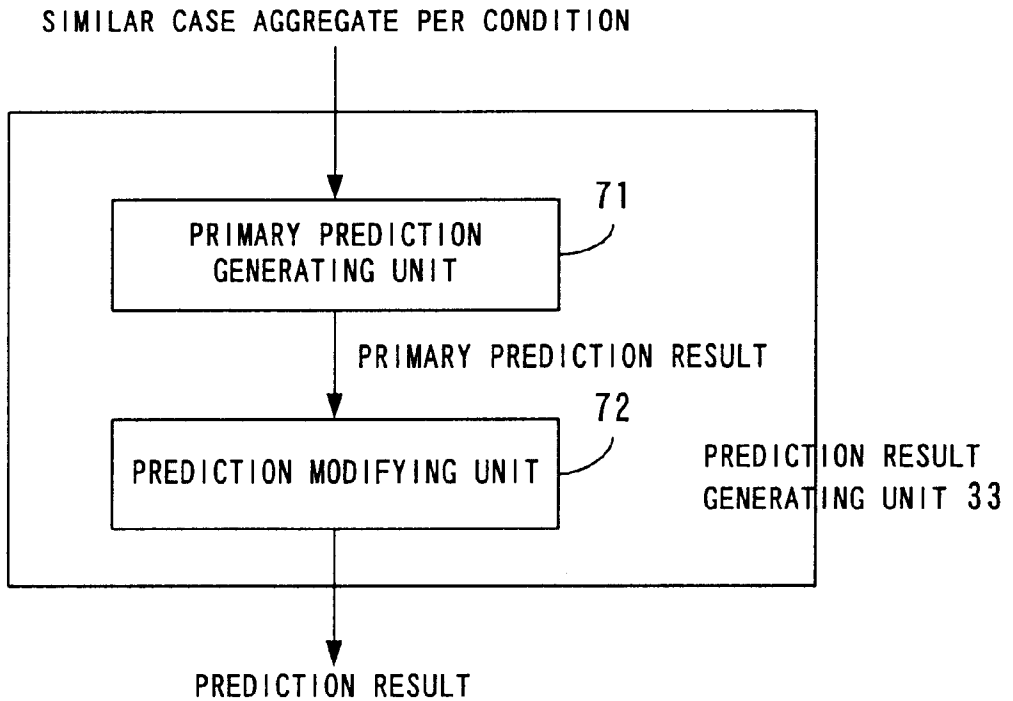 SIMILAR CASE AGGREGATE PER CONDITION
71
PRIMARY PREDICTION
GENERATING UNIT
PRIMARY PREDICTION RESULT
72
PREDICTION MODIFYING UNIT
PREDICTION RESULT
GENERATING UNIT 33
PREDICTION RESULT